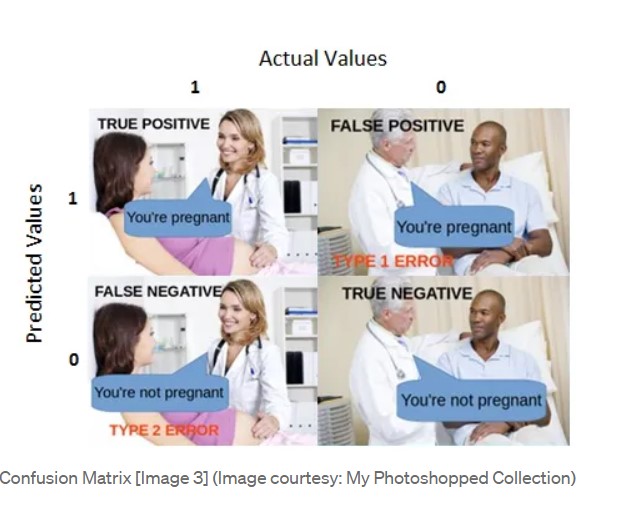 Actual Values
1 0
TRUE POSITIVE FALSE POSITIVE
You're pregnant You're pregnant
TYPE 1 ERROR
Predicted Values
1
FALSE NEGATIVE TRUE NEGATIVE
You're not pregnant You're not pregnant
TYPE 2 ERROR
0
Confusion Matrix [Image 3] (Image courtesy: My Photoshopped Collection)